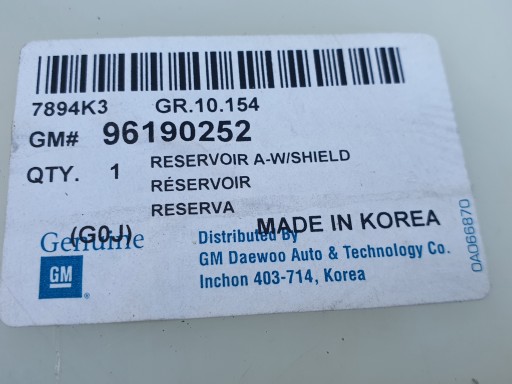 7894K3 GR.10.154
GM# 96190252
QTY. 1 RESERVOIR A-W/SHIELD
RÉSERVOIR
RESERVA
(G0J) MADE IN KOREA
Genuine
GM
Distributed By
GM Daewoo Auto & Technology Co.
Inchon 403-714, Korea
0A066870